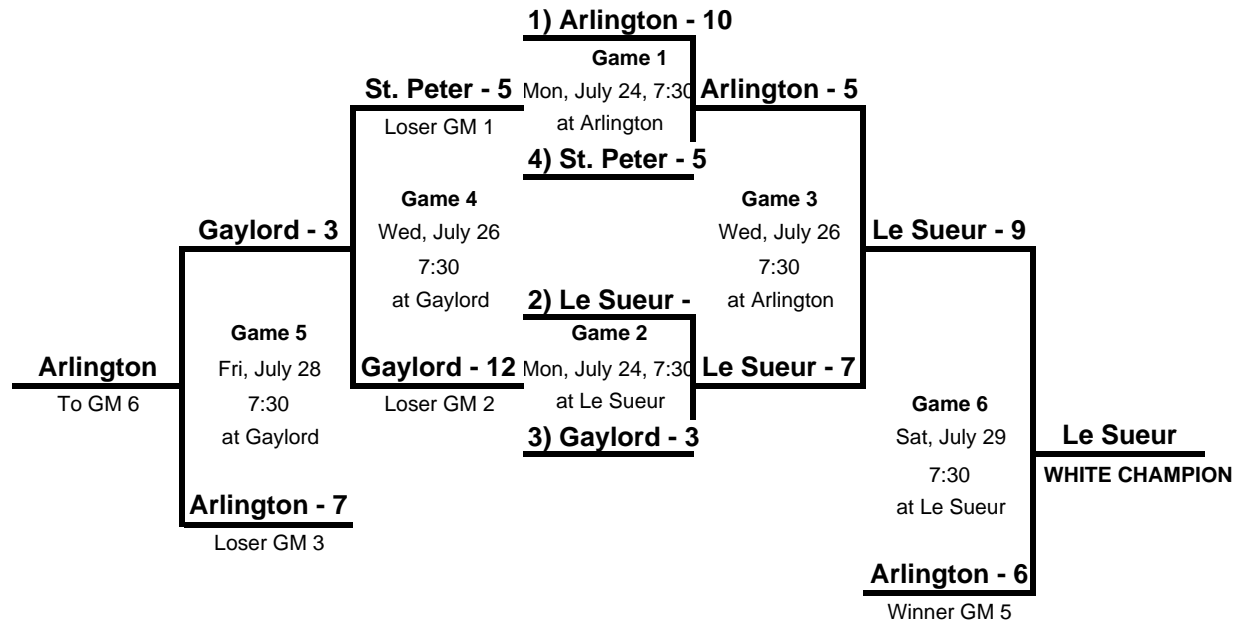 1) Arlington - 10
Game 1
St. Peter - 5
Mon, July 24, 7:30
Arlington - 5
Loser GM 1
at Arlington
4) St. Peter - 5
Game 4
Game 3
Gaylord - 3
Wed, July 26
Wed, July 26
Le Sueur - 9
7:30
7:30
at Gaylord
2) Le Sueur -
at Arlington
Game 5
Game 2
Arlington
Fri, July 28
Gaylord - 12
Mon, July 24, 7:30
Le Sueur - 7
To GM 6
7:30
Loser GM 2
at Le Sueur
Game 6
at Gaylord
3) Gaylord - 3
Sat, July 29
Le Sueur
7:30
WHITE CHAMPION
Arlington - 7
at Le Sueur
Loser GM 3
Arlington - 6
Winner GM 5